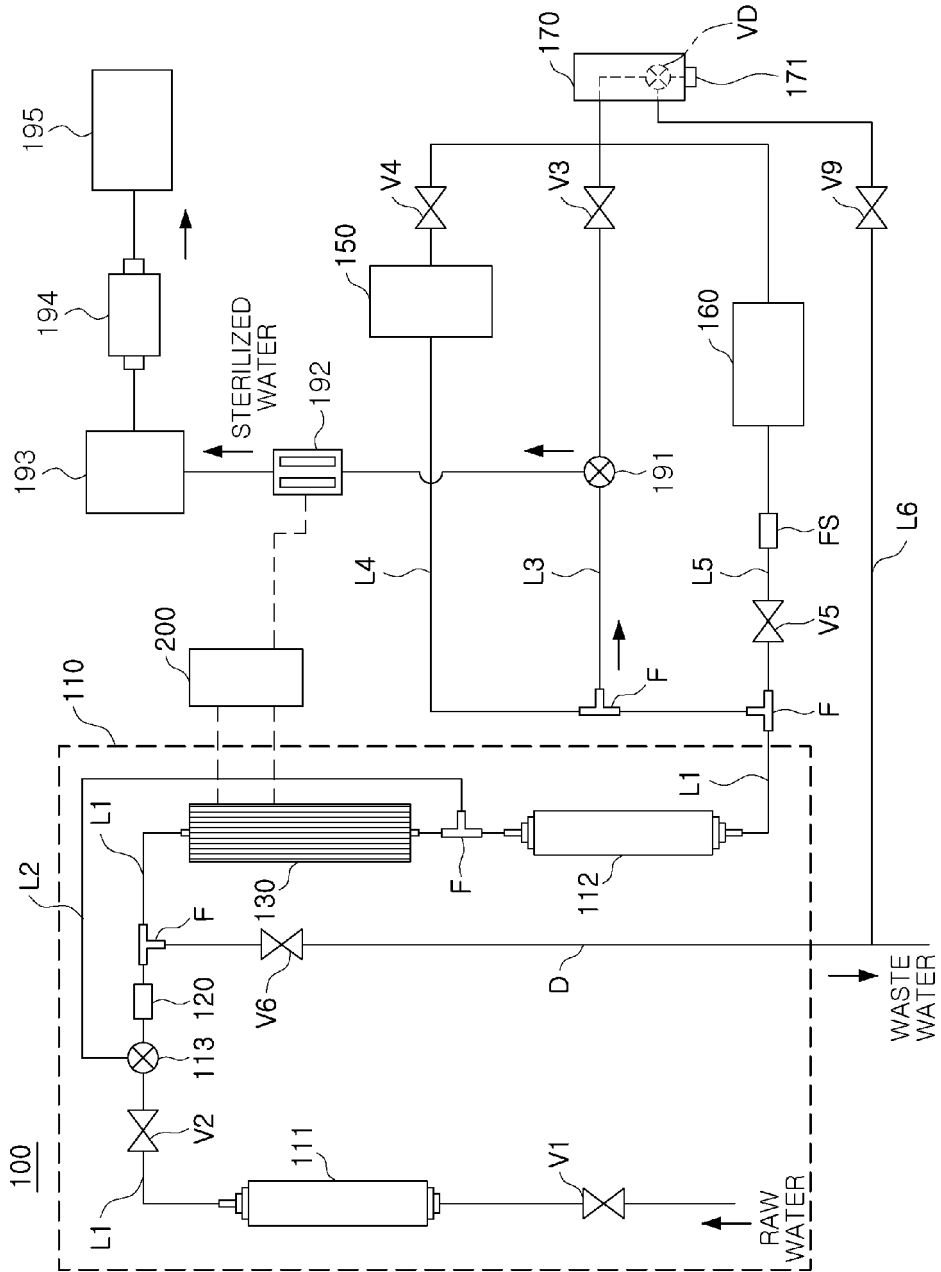 100
L1
V2
113
120
F
L2
L1
110
200
111
V1
RAW
WATER
V6
130
F
112
D
WASTE
WATER
L1
F
F
V5
L5
FS
L6
L3
L4
191
192
STERILIZED
WATER
193
194
195
150
160
V4
V3
V9
170
VD
171